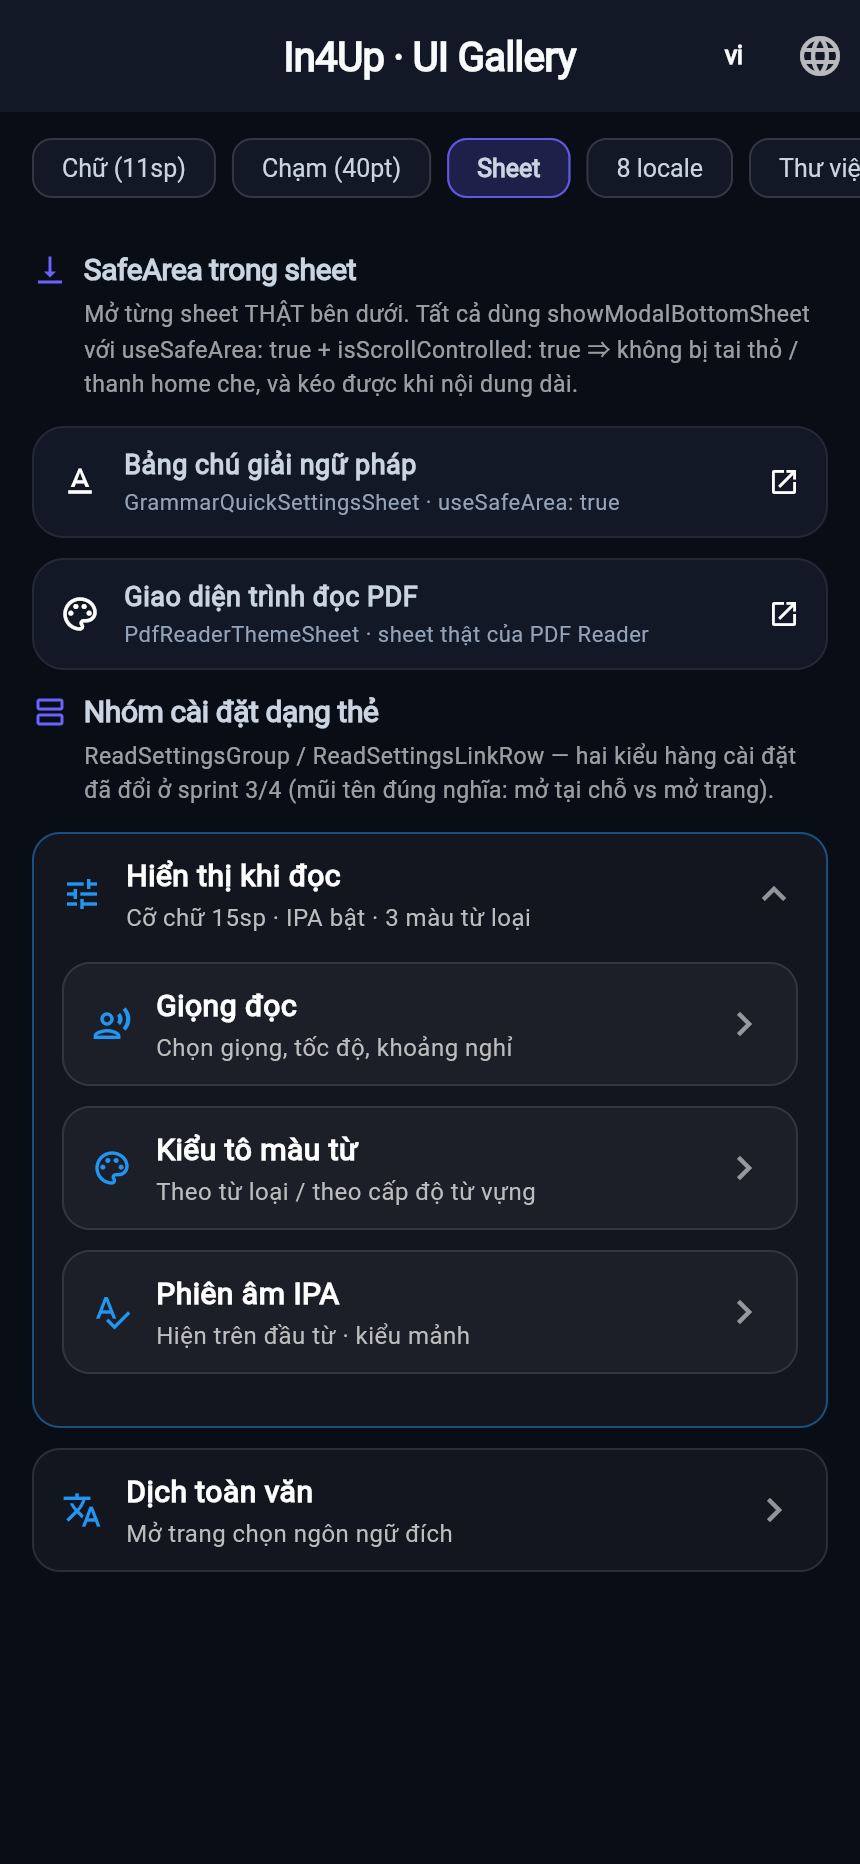 In4Up · UI Gallery
vi
Chữ (11sp)
Chạm (40pt)
Sheet
8 locale
Thư việ
SafeArea trong sheet
Mở từng sheet THẬT bên dưới. Tất cả dùng showModalBottomSheet
với useSafeArea: true + isScrollControlled: true ⇒ không bị tai thỏ /
thanh home che, và kéo được khi nội dung dài.
Bảng chú giải ngữ pháp
GrammarQuickSettingsSheet · useSafeArea: true
Giao diện trình đọc PDF
PdfReaderThemeSheet · sheet thật của PDF Reader
Nhóm cài đặt dạng thẻ
ReadSettingsGroup / ReadSettingsLinkRow — hai kiểu hàng cài đặt
đã đổi ở sprint 3/4 (mũi tên đúng nghĩa: mở tại chỗ vs mở trang).
Hiển thị khi đọc
Cỡ chữ 15sp · IPA bật · 3 màu từ loại
Giọng đọc
Chọn giọng, tốc độ, khoảng nghỉ
Kiểu tô màu từ
Theo từ loại / theo cấp độ từ vựng
Phiên âm IPA
Hiện trên đầu từ · kiểu mảnh
Dịch toàn văn
Mở trang chọn ngôn ngữ đích